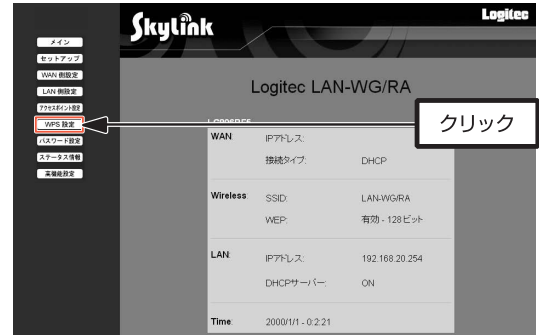 Skylink
Logitec
メイン
セットアップ
WAN 側設定
LAN 側設定
アクセスポイント設定
WPS 設定
パスワード設定
ステータス情報
高機能設定
Logitec LAN-WG/RA
クリック
WAN: IPアドレス:
接続タイプ: DHCP
Wireless: SSID: LAN-WG/RA
WEP: 有効 - 128 ビット
LAN: IPアドレス: 192.168.20.254
DHCPサーバー: ON
Time: 2000/1/1 - 0:2:21